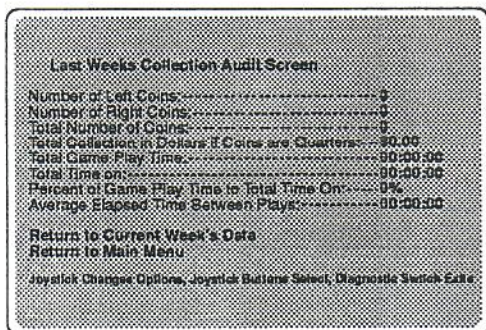 Last Weeks Collection Audit Screen
Number of Left Coins:--------------------------------0
Number of Right Coins:------------------------------0
Total Number of Coins:------------------------------0
Total Collection in Dollars if Coins are Quarters:---$0.00
Total Game Play Time:------------------------------00:00:00
Total Time on:----------------------------------------00:00:00
Percent of Game Play Time to Total Time On:----0%
Average Elapsed Time Between Plays:------------00:00:00
Return to Current Week's Data
Return to Main Menu
Joystick Changes Options, Joystick Buttons Select, Diagnostic Switch Exits